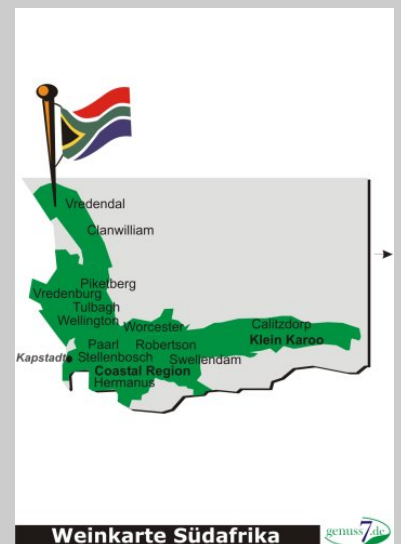 Vredendal
Clanwilliam
Piketberg
Vredenburg
Tulbagh
Wellington
Worcester
Calitzdorp
Paarl
Robertson
Klein Karoo
Kapstadt
Stellenbosch
Swellendam
Coastal Region
Hermanus
Weinkarte Südafrika
genuss7.de